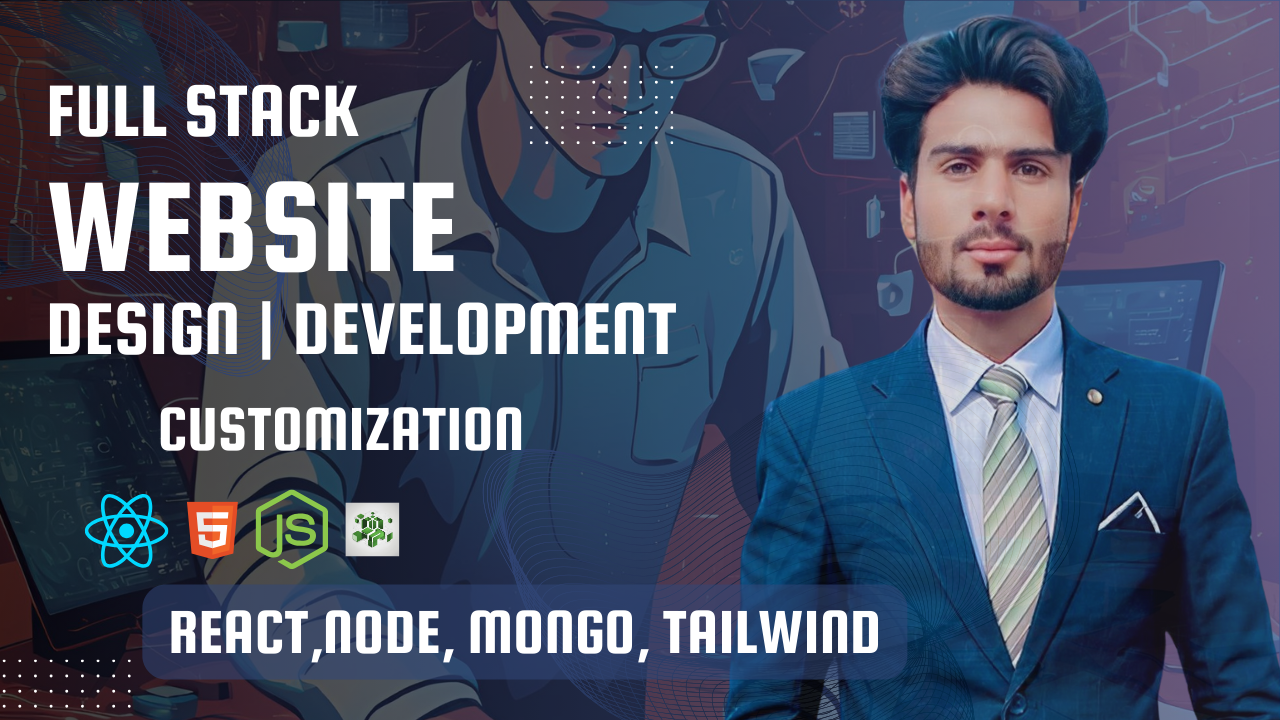 FULL STACK
WEBSITE
DESIGN | DEVELOPMENT
CUSTOMIZATION
5
JS
REACT,NODE, MONGO, TAILWIND